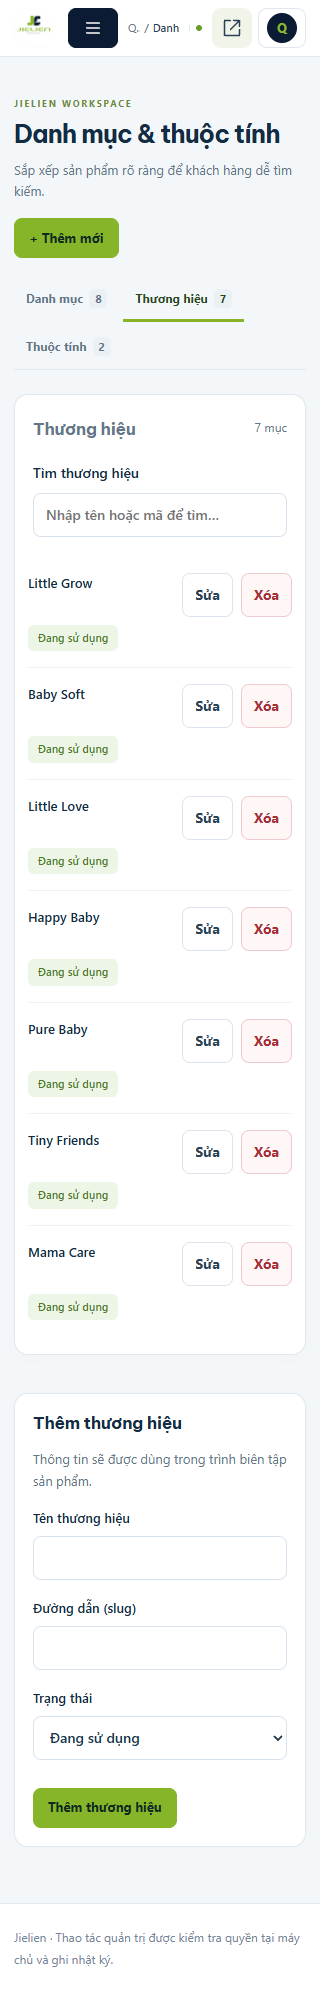 JIELIEN
Q. / Danh
Q
JIELIEN WORKSPACE
Danh mục & thuộc tính
Sắp xếp sản phẩm rõ ràng để khách hàng dễ tìm
kiếm.
+ Thêm mới
Danh mục 8
Thương hiệu 7
Thuộc tính 2
Thương hiệu
7 mục
Tìm thương hiệu
Nhập tên hoặc mã để tìm...
Little Grow
Sửa
Xóa
Đang sử dụng
Baby Soft
Sửa
Xóa
Đang sử dụng
Little Love
Sửa
Xóa
Đang sử dụng
Happy Baby
Sửa
Xóa
Đang sử dụng
Pure Baby
Sửa
Xóa
Đang sử dụng
Tiny Friends
Sửa
Xóa
Đang sử dụng
Mama Care
Sửa
Xóa
Đang sử dụng
Thêm thương hiệu
Thông tin sẽ được dùng trong trình biên tập
sản phẩm.
Tên thương hiệu
Đường dẫn (slug)
Trạng thái
Đang sử dụng
Thêm thương hiệu
Jielien · Thao tác quản trị được kiểm tra quyền tại máy
chủ và ghi nhật ký.